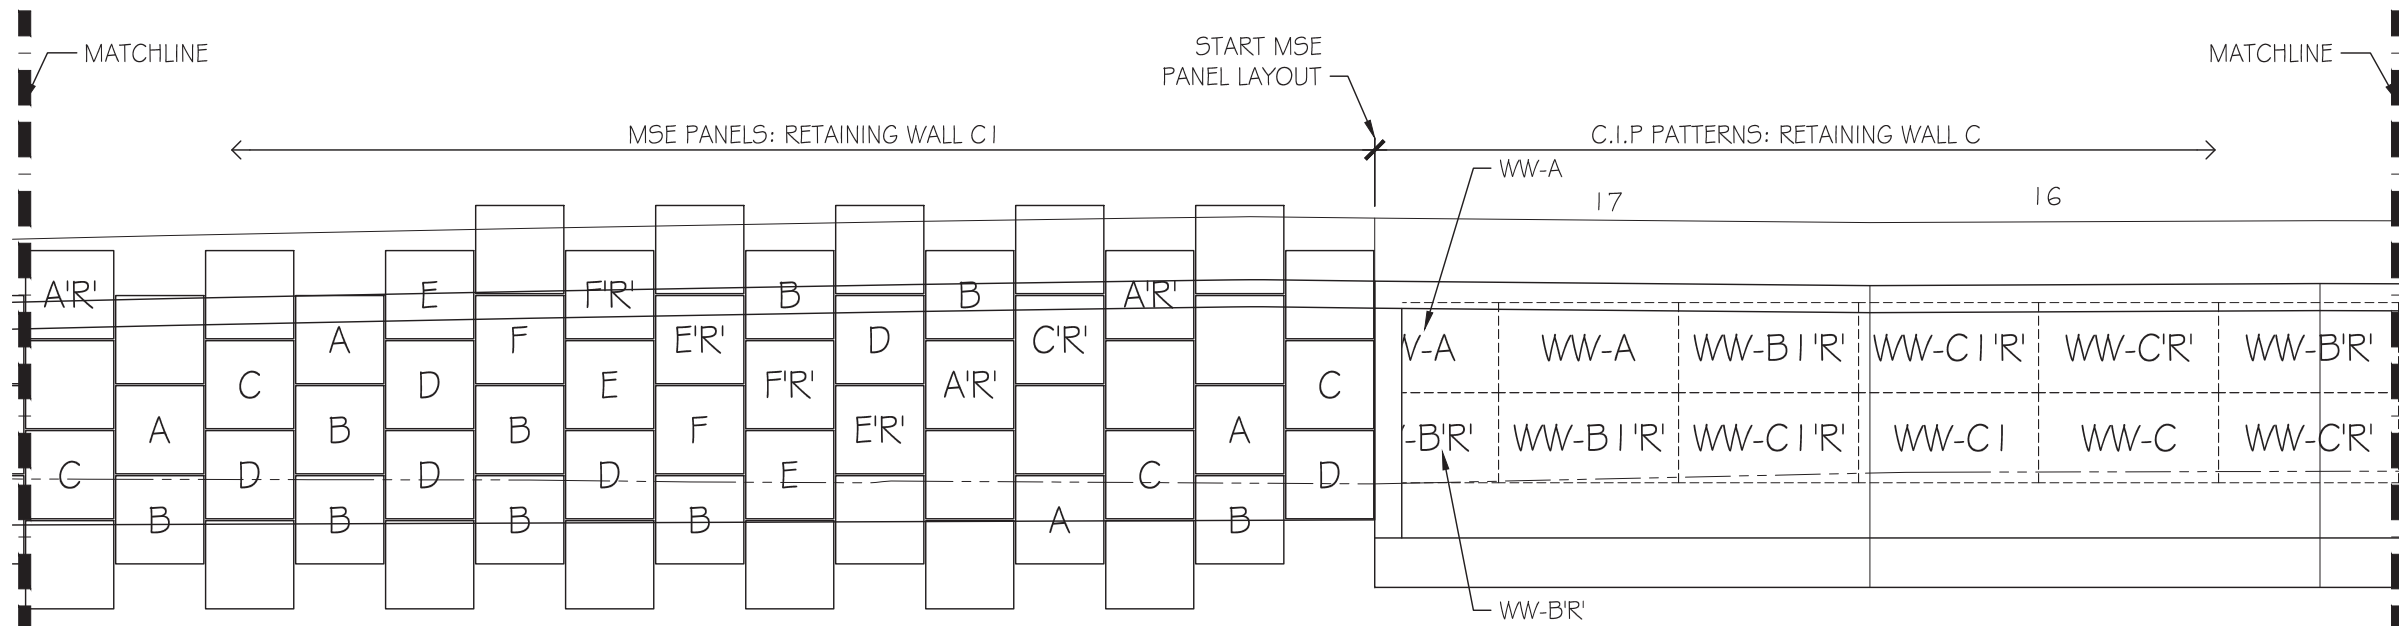 MATCHLINE
START MSE
PANEL LAYOUT
MATCHLINE
MSE PANELS: RETAINING WALL C1
C.I.P PATTERNS: RETAINING WALL C
WW-A
17
16
A'R' E F'R' B B A'R'
A F E'R' D C'R' V-A WW-A WW-B1'R' WW-C1'R' WW-C'R' WW-B'R'
C D E F'R' A'R' C
A B B F E'R' A -B'R' WW-B1'R' WW-C1'R' WW-C1 WW-C WW-C'R'
C D D D E C D
B B B B A B
WW-B'R'